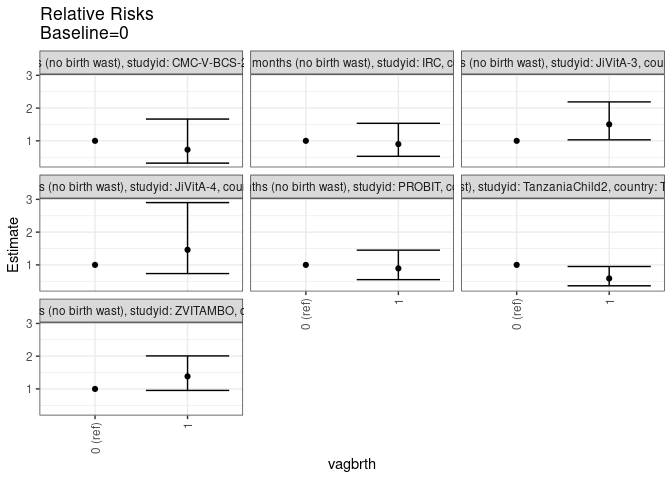 Relative Risks
Baseline=0
s (no birth wast), studyid: CMC-V-BCS-2
months (no birth wast), studyid: IRC, c
s (no birth wast), studyid: JiVitA-3, cou
3
2
1
s (no birth wast), studyid: JiVitA-4, cou
ths (no birth wast), studyid: PROBIT, co
st), studyid: TanzaniaChild2, country: T
3
2
1
Estimate
s (no birth wast), studyid: ZVITAMBO, c
3
2
1
0 (ref)
1
0 (ref)
1
0 (ref)
1
vagbrth